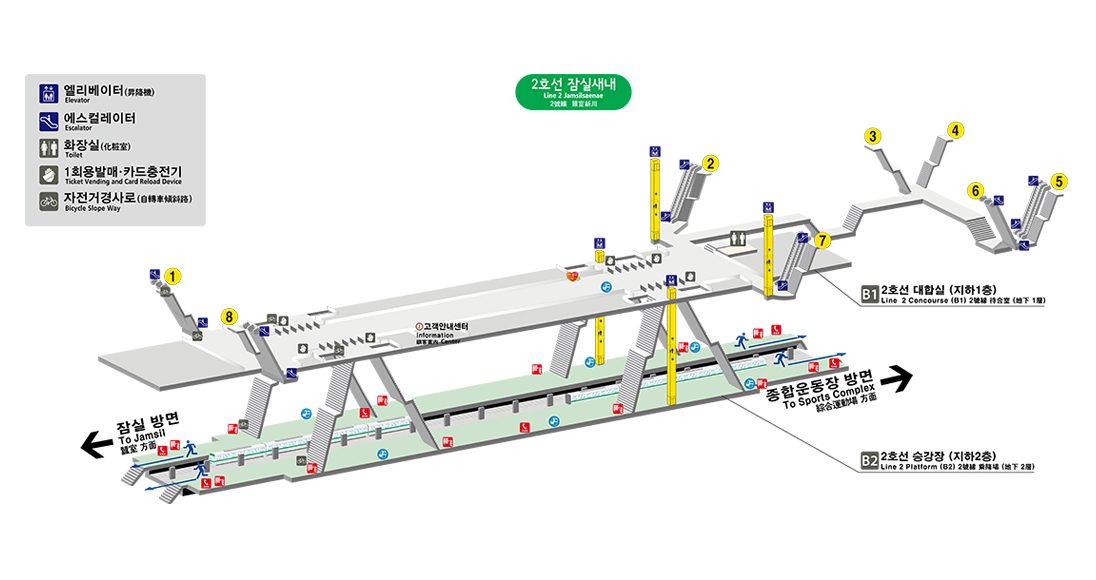 엘리베이터(昇降機)
Elevator
에스컬레이터
Escalator
화장실(化粧室)
Toilet
1회용발매·카드충전기
Ticket Vending and Card Reload Device
자전거경사로(自轉車傾斜路)
Bicycle Slope Way
2호선 잠실새내
Line 2 Jamsilsaenae
2號線 蠶室新川
1
2
3
4
5
6
7
8
고객안내센터
Information
顧客案內 Center
B1 2호선 대합실 (지하1층)
Line 2 Concourse (B1) 2號線 待合室 (地下 1層)
종합운동장 방면
To Sports Complex
綜合運動場 方面
잠실 방면
To Jamsil
蠶室 方面
B2 2호선 승강장 (지하2층)
Line 2 Platform (B2) 2號線 乘降場 (地下 2層)